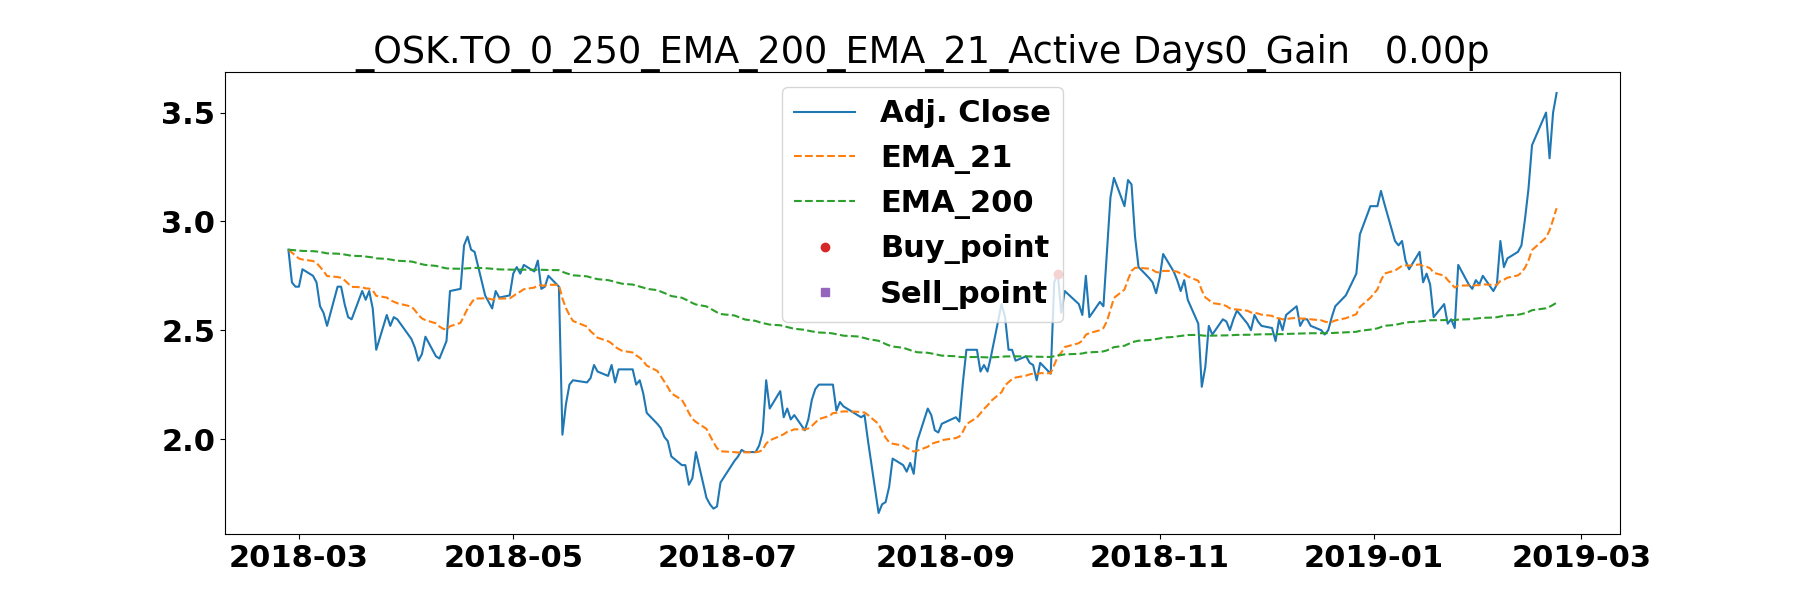 _OSK.TO_0_250_EMA_200_EMA_21_Active Days0_Gain   0.00p
3.5
3.0
2.5
2.0
Adj. Close
EMA_21
EMA_200
Buy_point
Sell_point
2018-03 2018-05 2018-07 2018-09 2018-11 2019-01 2019-03